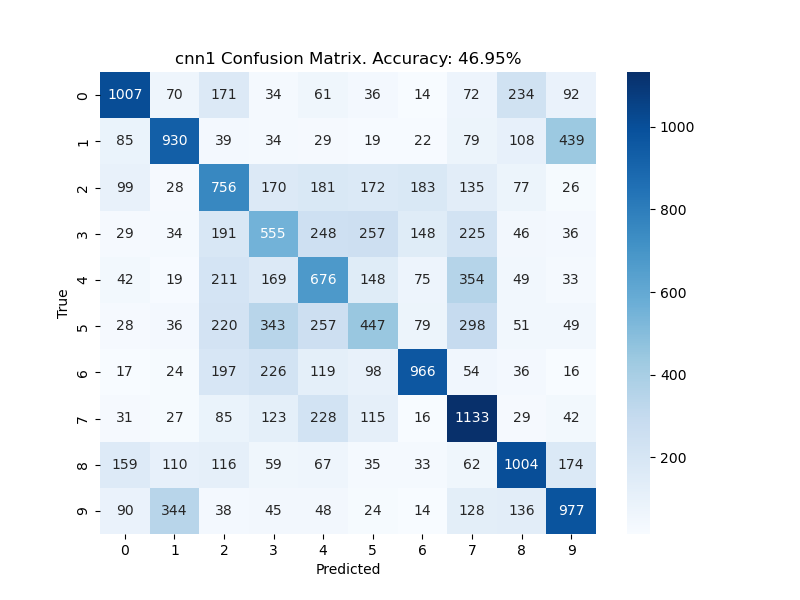 cnn1 Confusion Matrix. Accuracy: 46.95%
0 1007 70 171 34 61 36 14 72 234 92
1 85 930 39 34 29 19 22 79 108 439
2 99 28 756 170 181 172 183 135 77 26
3 29 34 191 555 248 257 148 225 46 36
4 42 19 211 169 676 148 75 354 49 33
5 28 36 220 343 257 447 79 298 51 49
6 17 24 197 226 119 98 966 54 36 16
7 31 27 85 123 228 115 16 1133 29 42
8 159 110 116 59 67 35 33 62 1004 174
9 90 344 38 45 48 24 14 128 136 977
0 1 2 3 4 5 6 7 8 9
Predicted
True
1000
800
600
400
200